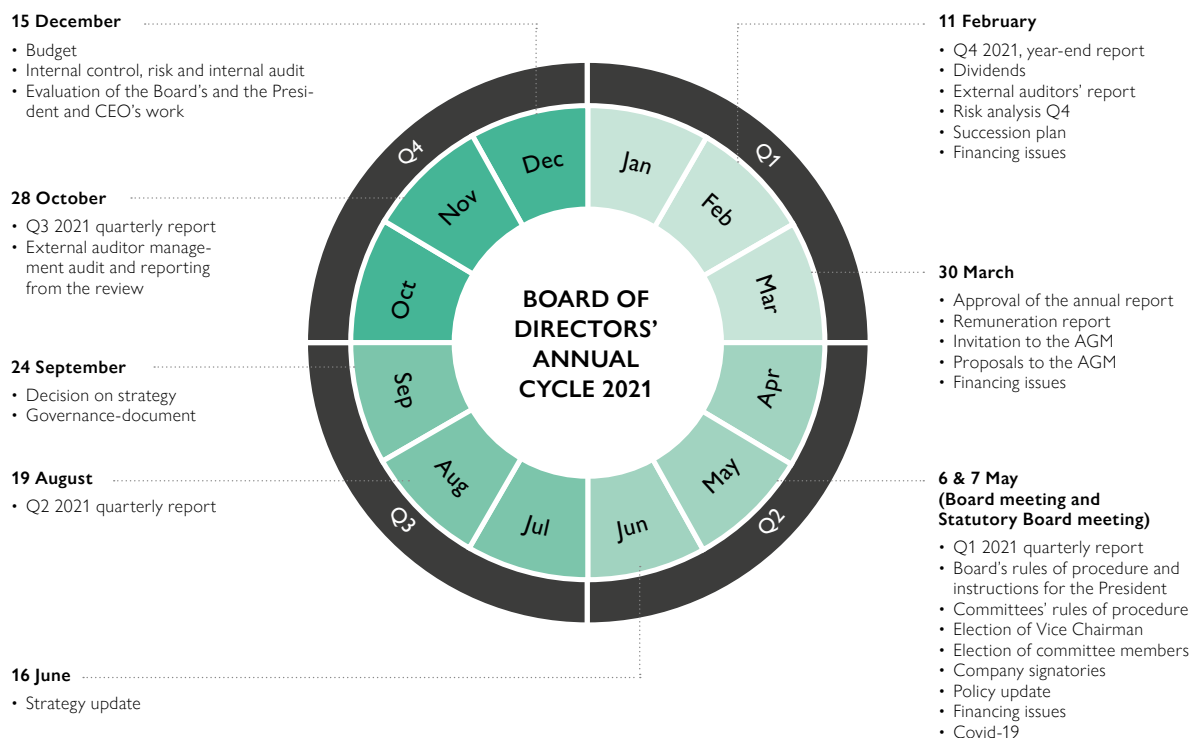 15 December
• Budget
• Internal control, risk and internal audit
• Evaluation of the Board's and the Presi-
dent and CEO's work
28 October
• Q3 2021 quarterly report
• External auditor manage-
ment audit and reporting
from the review
24 September
• Decision on strategy
• Governance-document
19 August
• Q2 2021 quarterly report
16 June
• Strategy update
BOARD OF
DIRECTORS'
ANNUAL
CYCLE 2021
Q1
Jan
Feb
Mar
Q2
Apr
May
Jun
Q3
Jul
Aug
Sep
Q4
Oct
Nov
Dec
11 February
• Q4 2021, year-end report
• Dividends
• External auditors' report
• Risk analysis Q4
• Succession plan
• Financing issues
30 March
• Approval of the annual report
• Remuneration report
• Invitation to the AGM
• Proposals to the AGM
• Financing issues
6 & 7 May
(Board meeting and
Statutory Board meeting)
• Q1 2021 quarterly report
• Board's rules of procedure and
instructions for the President
• Committees' rules of procedure
• Election of Vice Chairman
• Election of committee members
• Company signatories
• Policy update
• Financing issues
• Covid-19